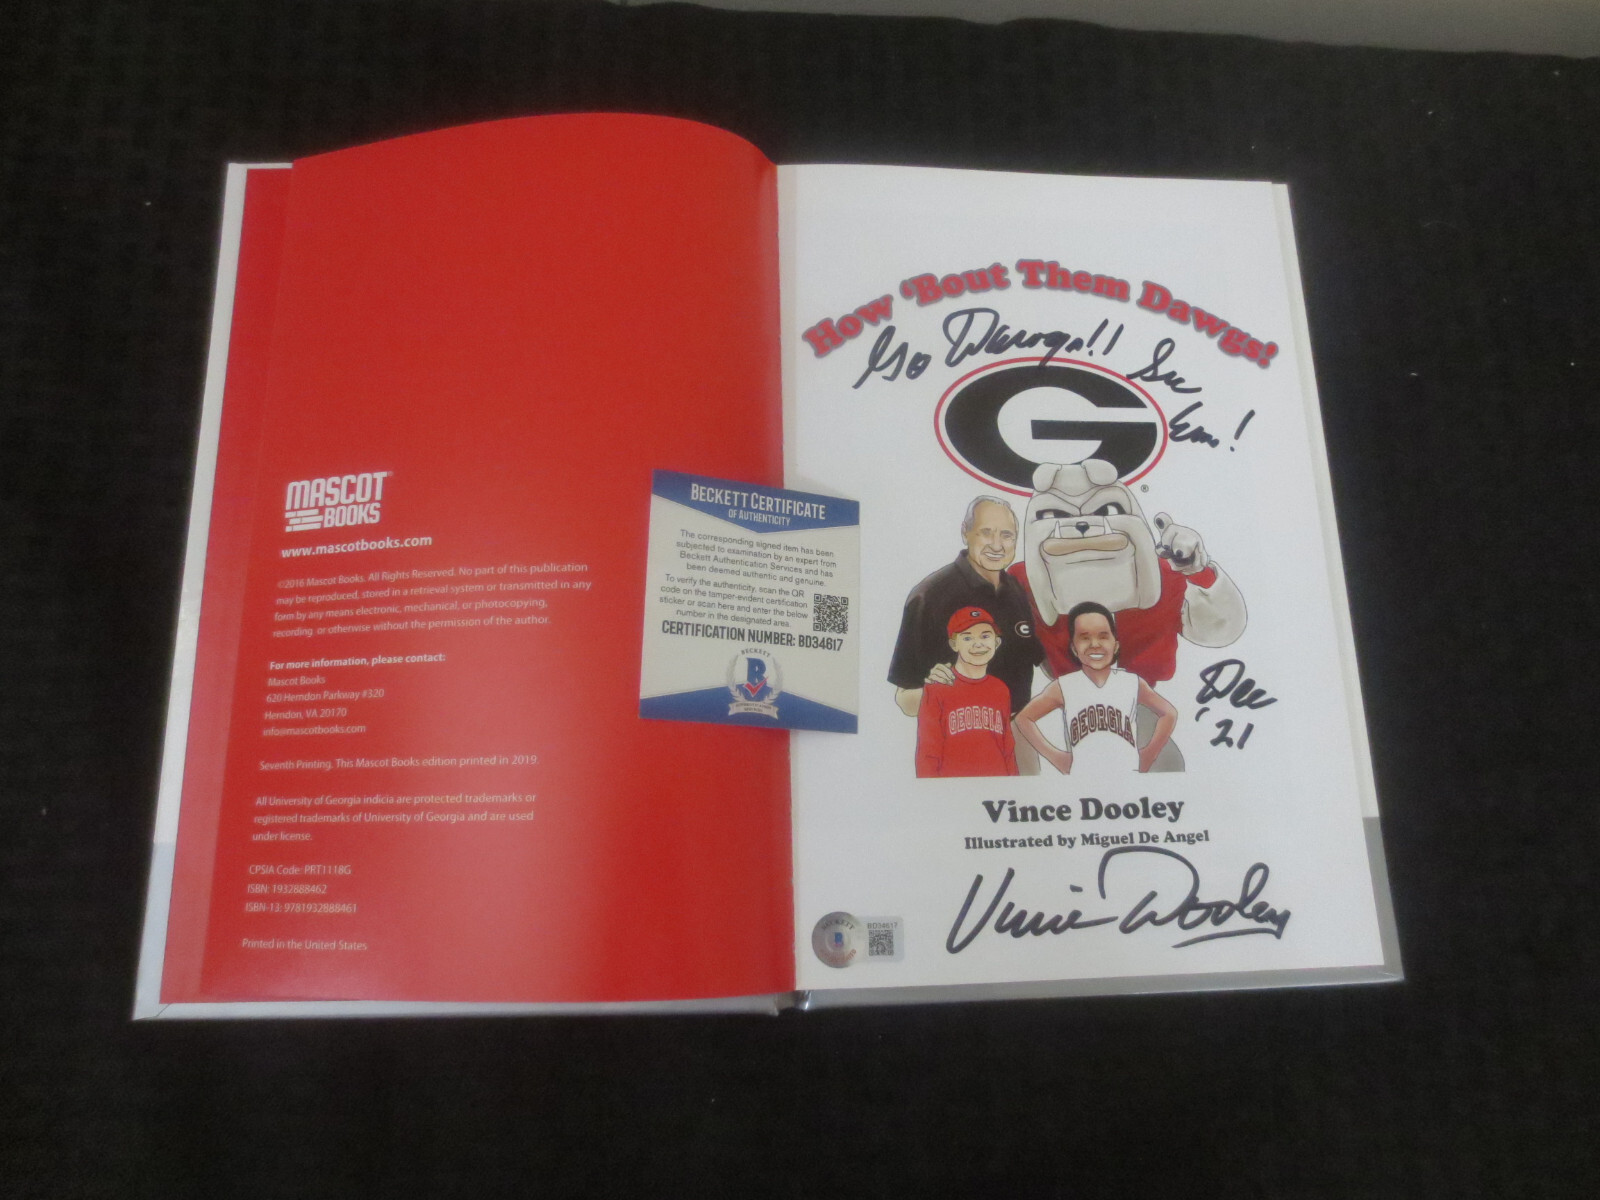 MASCOT®
BOOKS
www.mascotbooks.com
©2016 Mascot Books. All Rights Reserved. No part of this publication
may be reproduced, stored in a retrieval system or transmitted in any
form by any means electronic, mechanical, or photocopying,
recording, or otherwise without the permission of the author.
For more information, please contact:
Mascot Books
620 Herndon Parkway #320
Herndon, VA 20170
info@mascotbooks.com
Seventh Printing. This Mascot Books edition printed in 2019.
All University of Georgia indicia are protected trademarks or
registered trademarks of University of Georgia and are used
under license.
CPSIA Code: PRT1118G
ISBN: 1932888462
ISBN-13: 9781932888461
Printed in the United States
BECKETT CERTIFICATE
OF AUTHENTICITY
The corresponding signed item has been
subjected to examination by an expert from
Beckett Authentication Services and has
been deemed authentic and genuine.
To verify the authenticity, scan the QR
code on the tamper-evident certification
sticker or scan here and enter the below
number in the designated area.
CERTIFICATION NUMBER: BD34617
BECKETT
B
How 'Bout Them Dawgs!
Go Dawgs!! Sic
Em!
G
®
G
GEORGIA
GEORGIA
Dec
'21
Vince Dooley
Illustrated by Miguel De Angel
Vince Dooley
BECKETT
BD34617